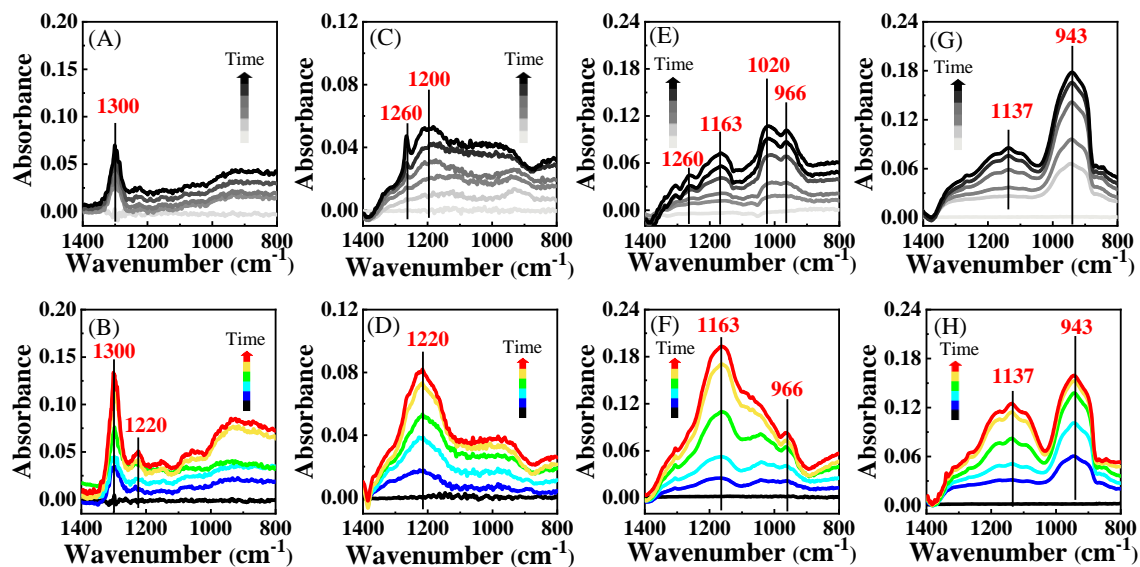 (A)
Time
1300
Absorbance
0.20
0.15
0.10
0.05
0.00
1400 1200 1000 800
Wavenumber (cm-1)
(C)
Time
1200
1260
Absorbance
0.12
0.08
0.04
0.00
1400 1200 1000 800
Wavenumber (cm-1)
(E)
Time
1020
966
1163
1260
Absorbance
0.24
0.18
0.12
0.06
0.00
1400 1200 1000 800
Wavenumber (cm-1)
(G)
943
Time
1137
Absorbance
0.24
0.18
0.12
0.06
0.00
1400 1200 1000 800
Wavenumber (cm-1)
(B)
Time
1300
1220
Absorbance
0.20
0.15
0.10
0.05
0.00
1400 1200 1000 800
Wavenumber (cm-1)
(D)
1220
Time
Absorbance
0.12
0.08
0.04
0.00
1400 1200 1000 800
Wavenumber (cm-1)
(F)
1163
Time
966
Absorbance
0.24
0.18
0.12
0.06
0.00
1400 1200 1000 800
Wavenumber (cm-1)
(H)
943
Time
1137
Absorbance
0.24
0.18
0.12
0.06
0.00
1400 1200 1000 800
Wavenumber (cm-1)